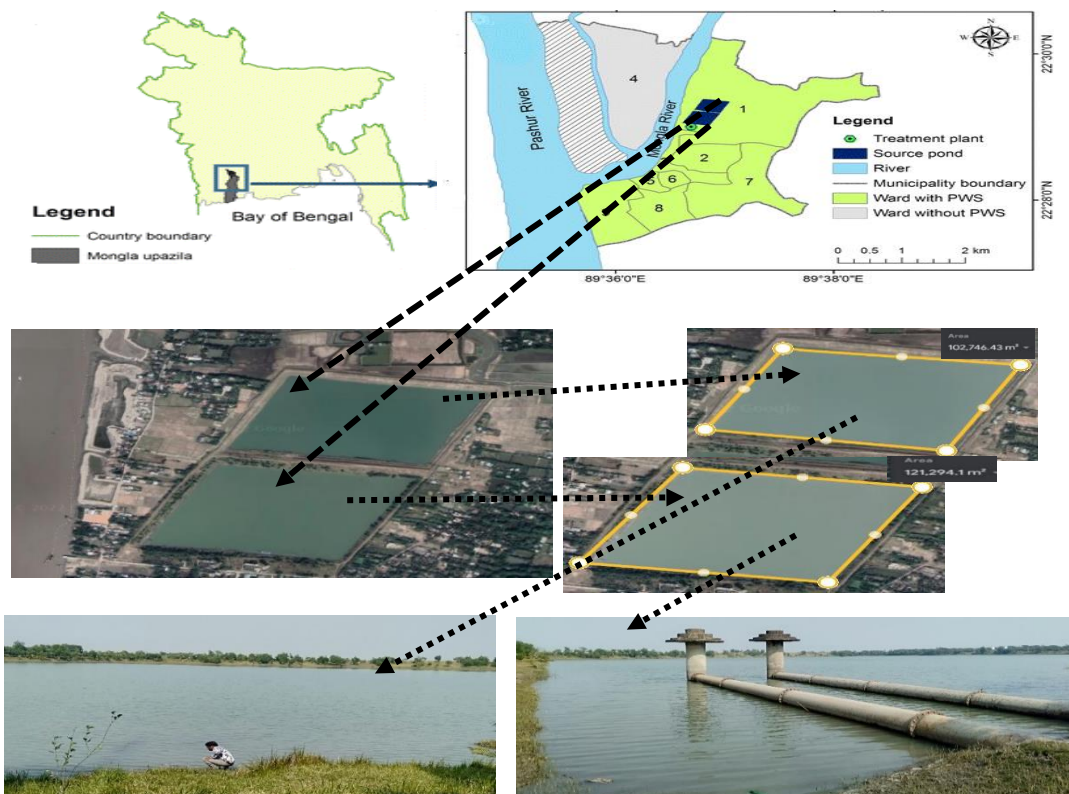 Legend
Country boundary
Mongla upazila
Bay of Bengal
Pashur River
Mongla River
4
1
2
5
6
7
8
N
W
E
S
Legend
Treatment plant
Source pond
River
Municipality boundary
Ward with PWS
Ward without PWS
0 0.5 1 2 km
22°30'0"N
22°28'0"N
89°36'0"E
89°38'0"E
Google
Area
102,746.43 m²
Google
Area
121,294.1 m²